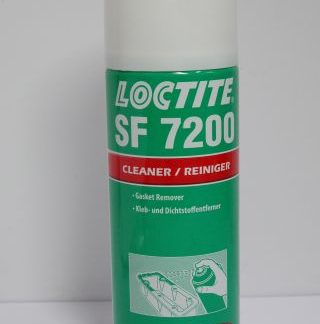 LOCTITE®
SF 7200
CLEANER / REINIGER
• Gasket Remover
• Kleb- und Dichtstoffentferner